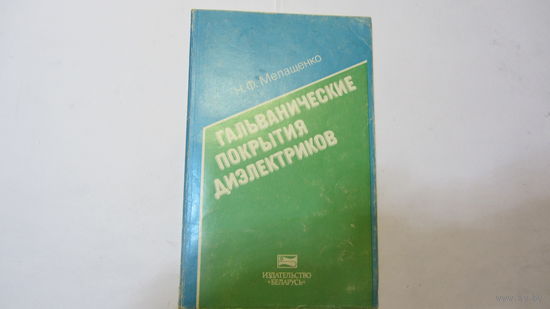 Н.Ф. Мелащенко
ГАЛЬВАНИЧЕСКИЕ
ПОКРЫТИЯ
ДИЭЛЕКТРИКОВ
ИЗДАТЕЛЬСТВО
«БЕЛАРУСЬ»